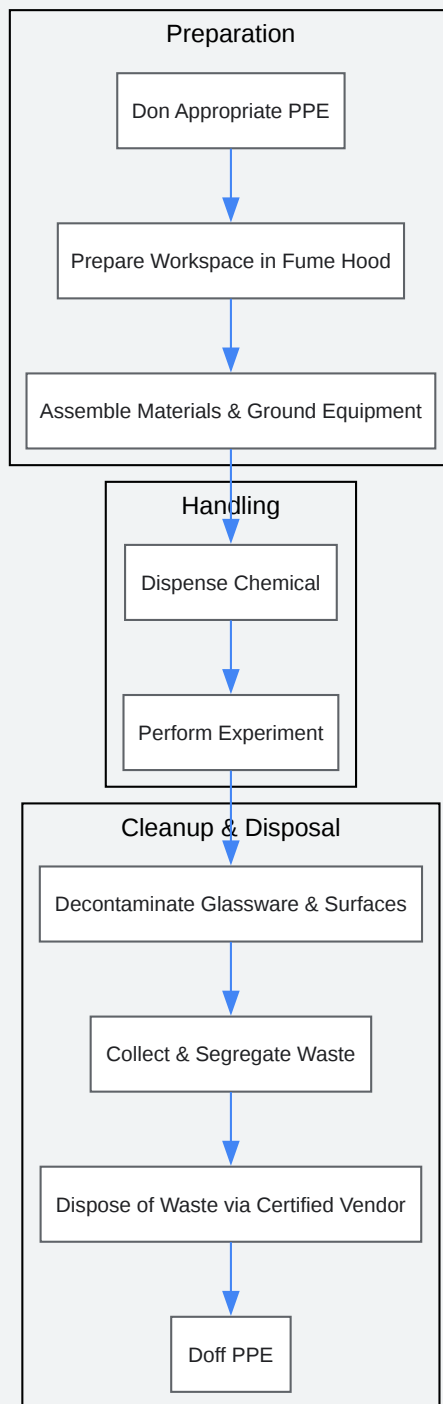 Preparation
Don Appropriate PPE
Prepare Workspace in Fume Hood
Assemble Materials & Ground Equipment
Handling
Dispense Chemical
Perform Experiment
Cleanup & Disposal
Decontaminate Glassware & Surfaces
Collect & Segregate Waste
Dispose of Waste via Certified Vendor
Doff PPE